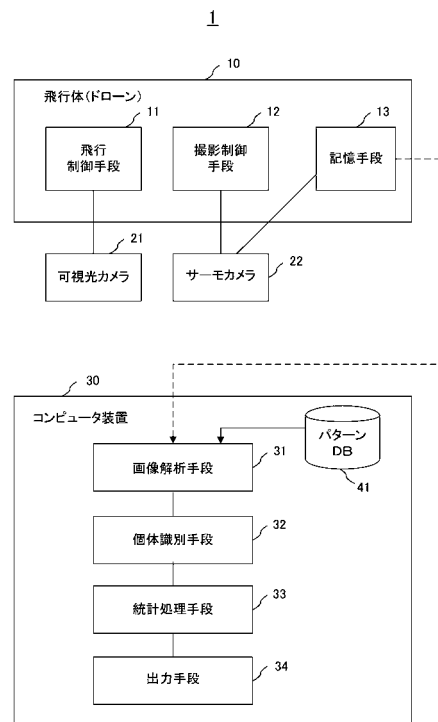 1
10
飛行体(ドローン)
11
12
13
飛行
制御手段
撮影制御
手段
記憶手段
21
22
可視光カメラ
サーモカメラ
30
コンピュータ装置
31
画像解析手段
パターン
DB
41
32
個体識別手段
33
統計処理手段
34
出力手段